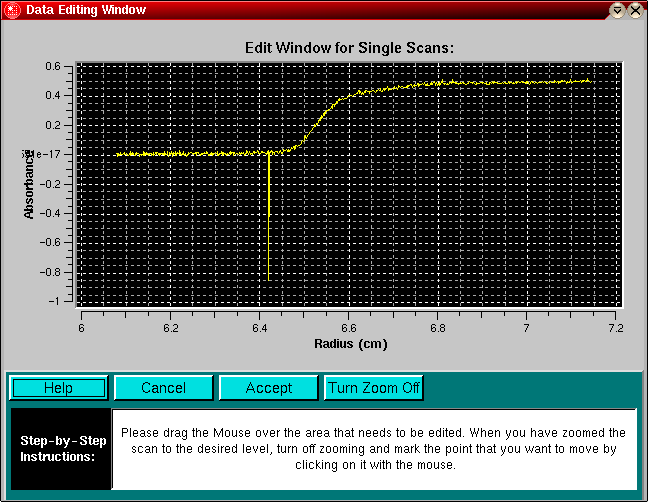 Data Editing Window
Edit Window for Single Scans:
0.6
0.4
0.2
1e-17
-0.2
-0.4
-0.6
-0.8
-1
Absorbance
6
6.2
6.4
6.6
6.8
7
7.2
Radius (cm)
Help
Cancel
Accept
Turn Zoom Off
Step-by-Step
Instructions:
Please drag the Mouse over the area that needs to be edited. When you have zoomed the
scan to the desired level, turn off zooming and mark the point that you want to move by
clicking on it with the mouse.